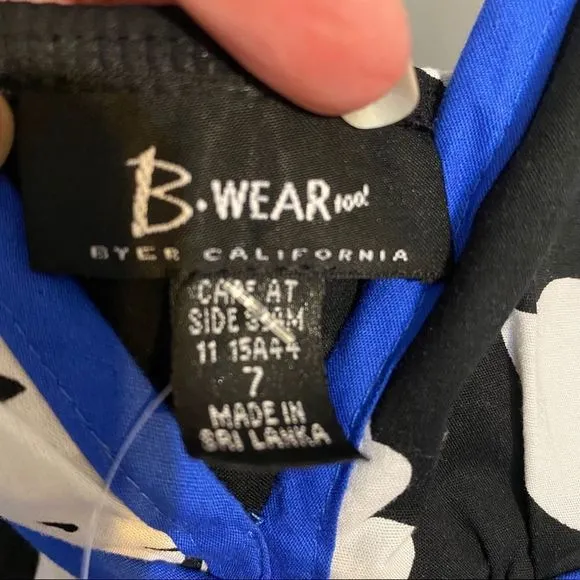 B.WEAR too!
BYER CALIFORNIA
CARE AT
SIDE SEAM
11 15A44
7
MADE IN
SRI LANKA